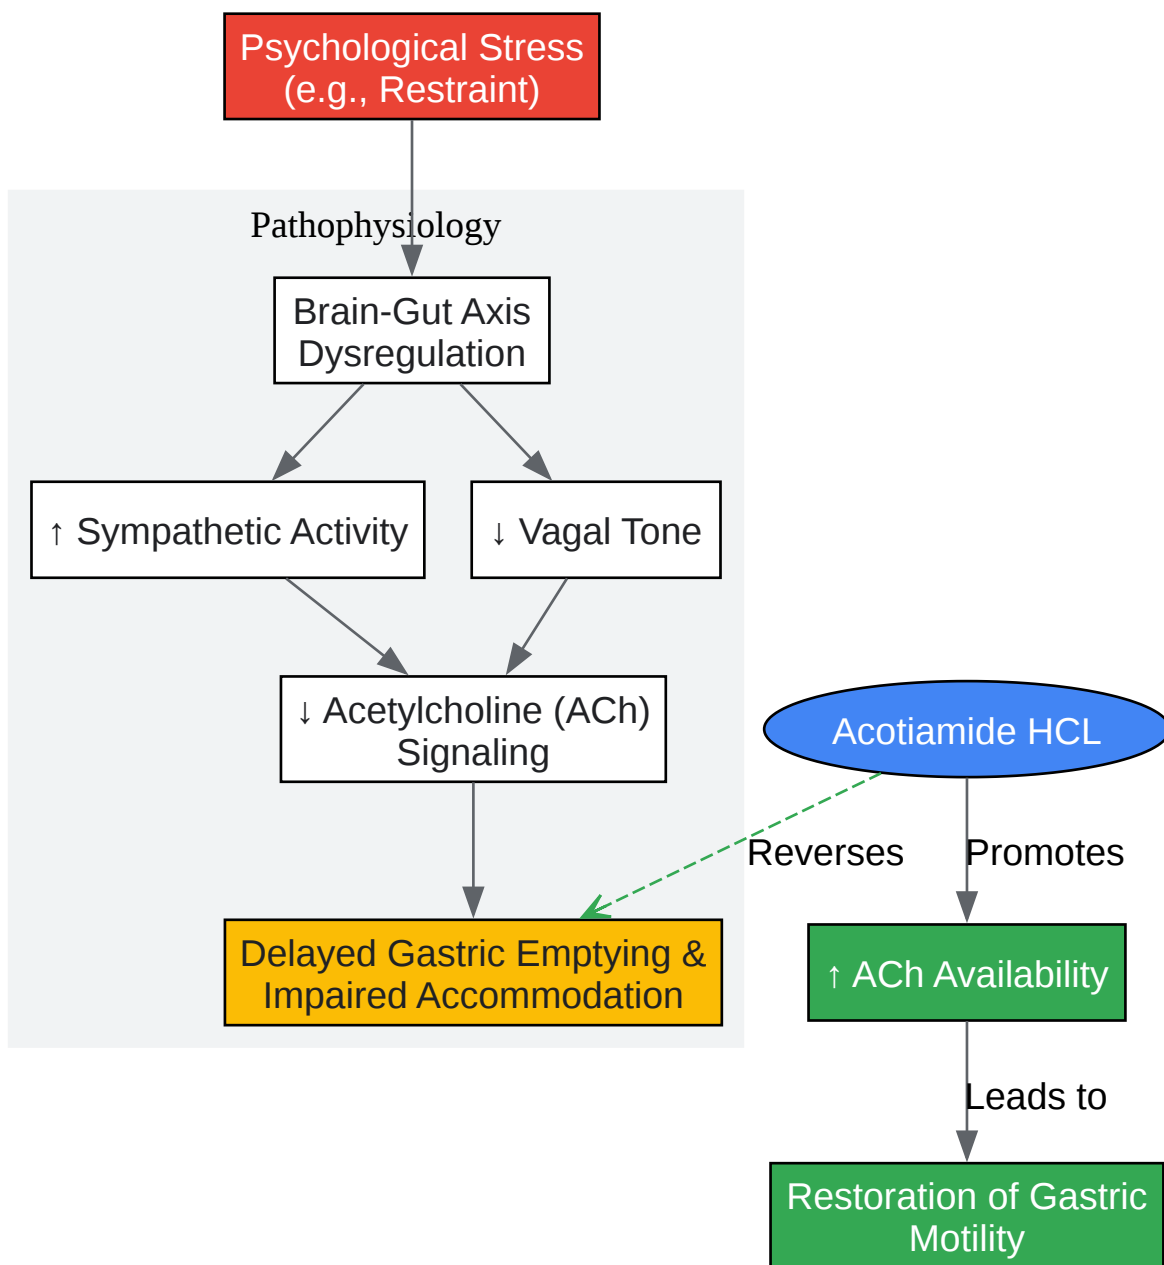 Psychological Stress
(e.g., Restraint)
Pathophysiology
Brain-Gut Axis
Dysregulation
↑ Sympathetic Activity
↓ Vagal Tone
↓ Acetylcholine (ACh)
Signaling
Acotiamide HCL
Reverses
Promotes
Delayed Gastric Emptying &
Impaired Accommodation
↑ ACh Availability
Leads to
Restoration of Gastric
Motility